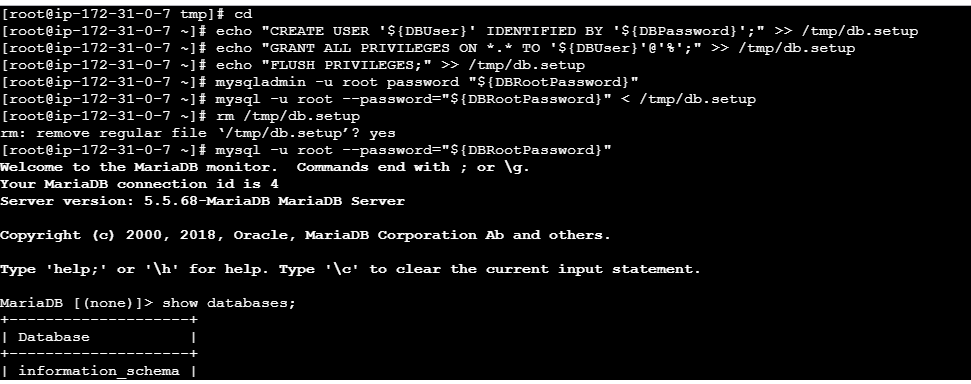 [root@ip-172-31-0-7 tmp]# cd
[root@ip-172-31-0-7 ~]# echo "CREATE USER '${DBUser}' IDENTIFIED BY '${DBPassword}';" >> /tmp/db.setup
[root@ip-172-31-0-7 ~]# echo "GRANT ALL PRIVILEGES ON *.* TO '${DBUser}'@'%';" >> /tmp/db.setup
[root@ip-172-31-0-7 ~]# echo "FLUSH PRIVILEGES;" >> /tmp/db.setup
[root@ip-172-31-0-7 ~]# mysqladmin -u root password "${DBRootPassword}"
[root@ip-172-31-0-7 ~]# mysql -u root --password="${DBRootPassword}" < /tmp/db.setup
[root@ip-172-31-0-7 ~]# rm /tmp/db.setup
rm: remove regular file ‘/tmp/db.setup’? yes
[root@ip-172-31-0-7 ~]# mysql -u root --password="${DBRootPassword}"
Welcome to the MariaDB monitor.  Commands end with ; or \g.
Your MariaDB connection id is 4
Server version: 5.5.68-MariaDB MariaDB Server
Copyright (c) 2000, 2018, Oracle, MariaDB Corporation Ab and others.
Type 'help;' or '\h' for help. Type '\c' to clear the current input statement.
MariaDB [(none)]> show databases;
+--------------------+
| Database           |
+--------------------+
| information_schema |